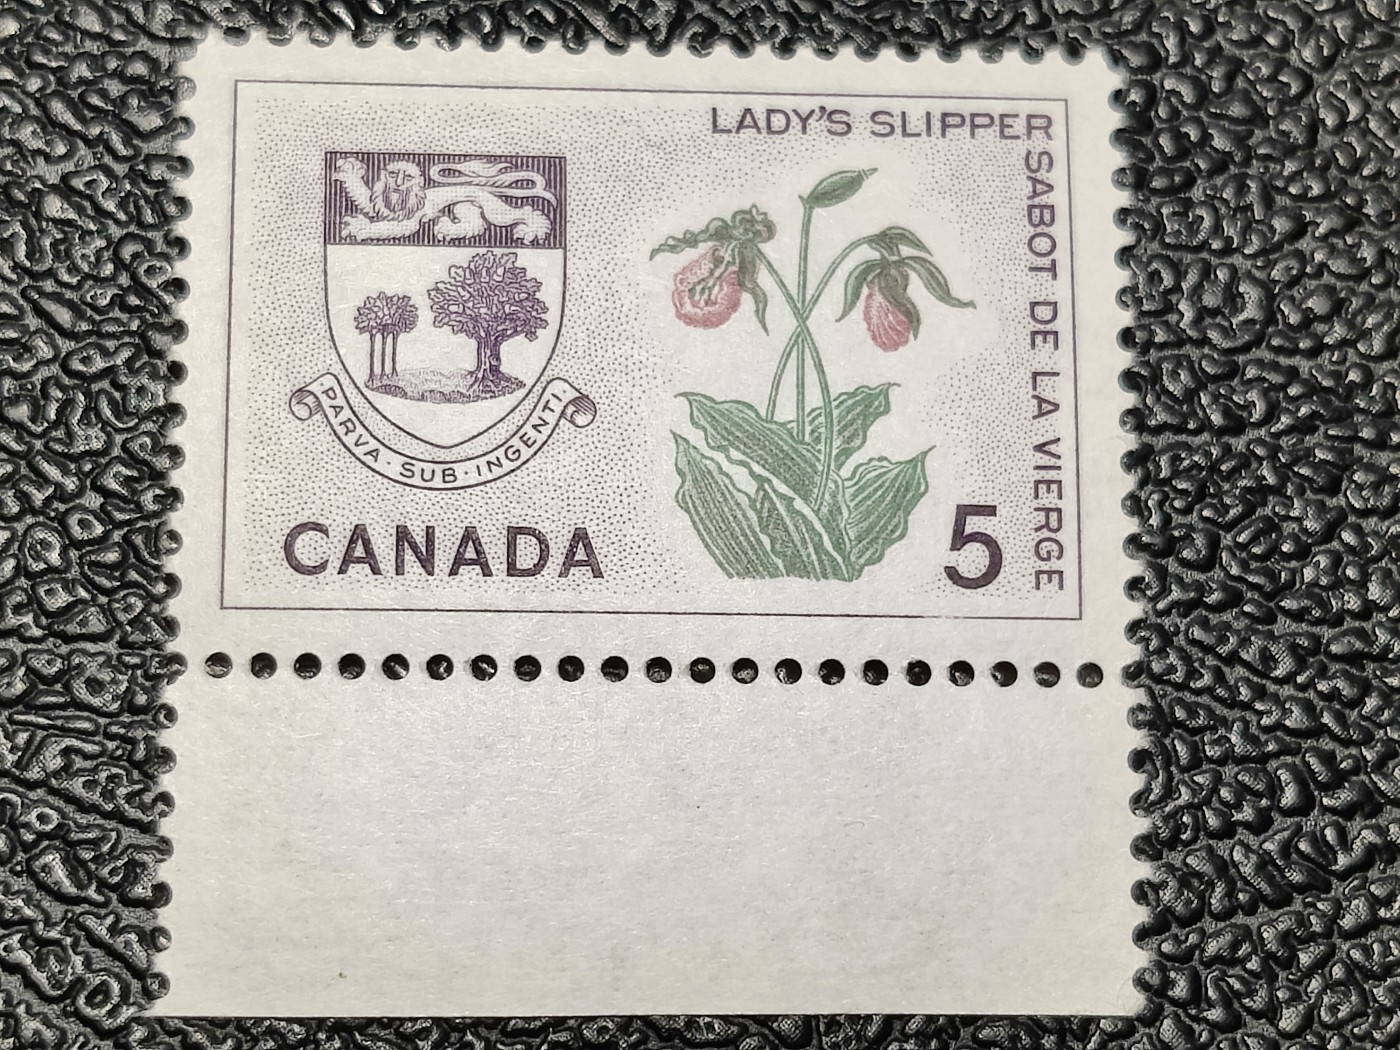 LADY'S SLIPPER
SABOT DE LA VIERGE
PARVA · SUB · INGENTI
CANADA
5